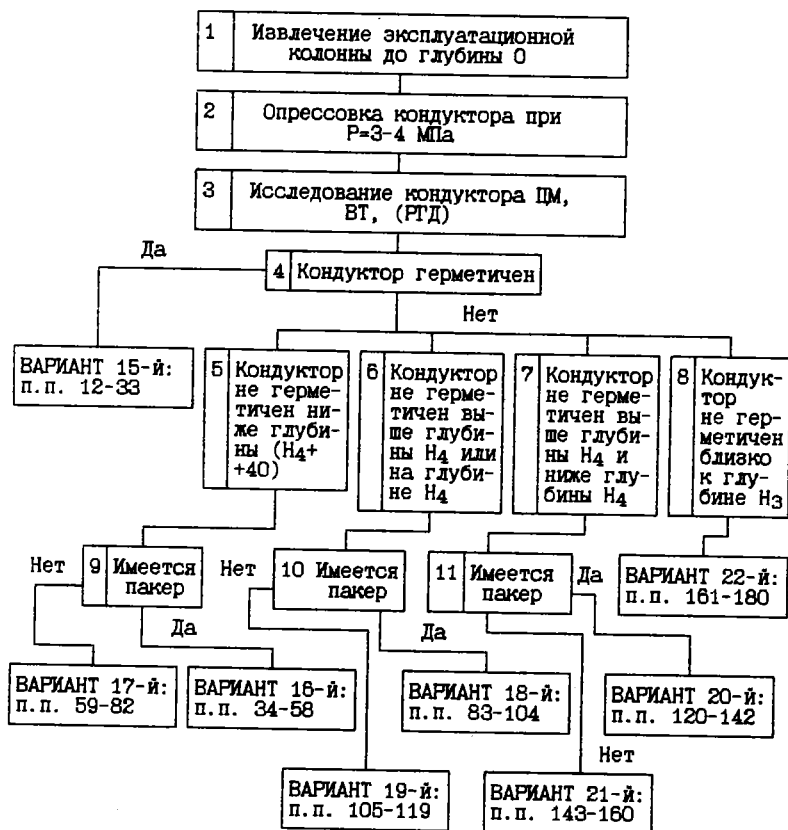 1 Извлечение эксплуатационной
колонны до глубины О
2 Опрессовка кондуктора при
Р=3-4 МПа
3 Исследование кондуктора ЦМ,
ВТ, (РГД)
Да
4 Кондуктор герметичен
Нет
ВАРИАНТ 15-й:
п.п. 12-33
5 Кондуктор
не герме-
тичен ни-
же глуби-
ны (Н4+
+40)
6 Кондуктор
не герме-
тичен вы-
ше глуби-
ны Н4 или
на глуби-
не Н4
7 Кондуктор
не герме-
тичен вы-
ше глуби-
ны Н4 и
ниже глу-
бины Н4
8 Кондук-
тор
не гер-
метичен
близко
к глу-
бине Н3
Нет
9 Имеется
пакер
Да
Нет
10 Имеется
пакер
Да
11 Имеется
пакер
Да
Нет
ВАРИАНТ 22-й:
п.п. 161-180
ВАРИАНТ 17-й:
п.п. 59-82
ВАРИАНТ 16-й:
п.п. 34-58
ВАРИАНТ 18-й:
п.п. 83-104
ВАРИАНТ 20-й:
п.п. 120-142
ВАРИАНТ 19-й:
п.п. 105-119
ВАРИАНТ 21-й:
п.п. 143-160